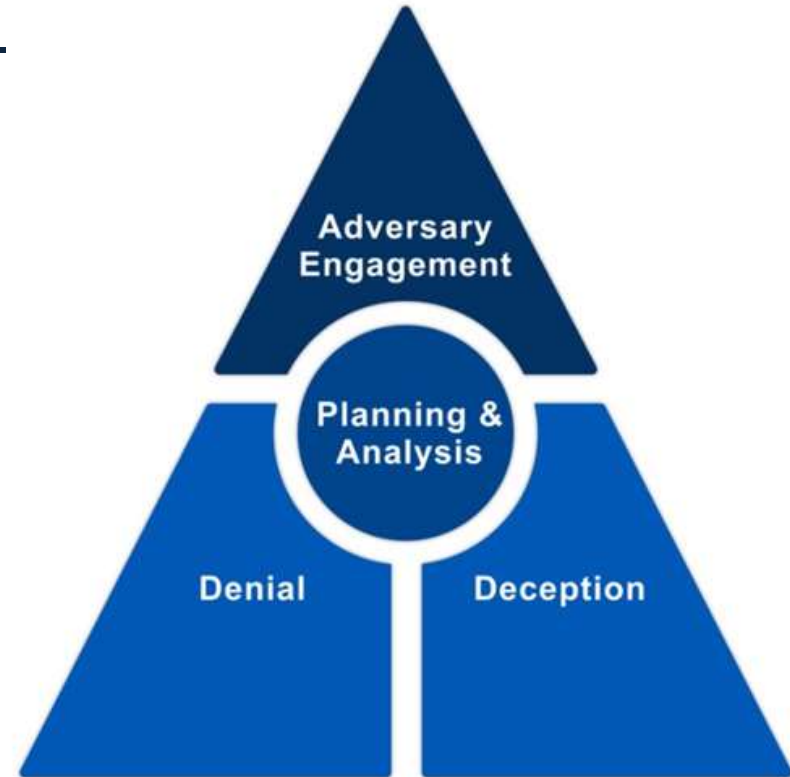 Adversary
Engagement
Planning &
Analysis
Denial
Deception